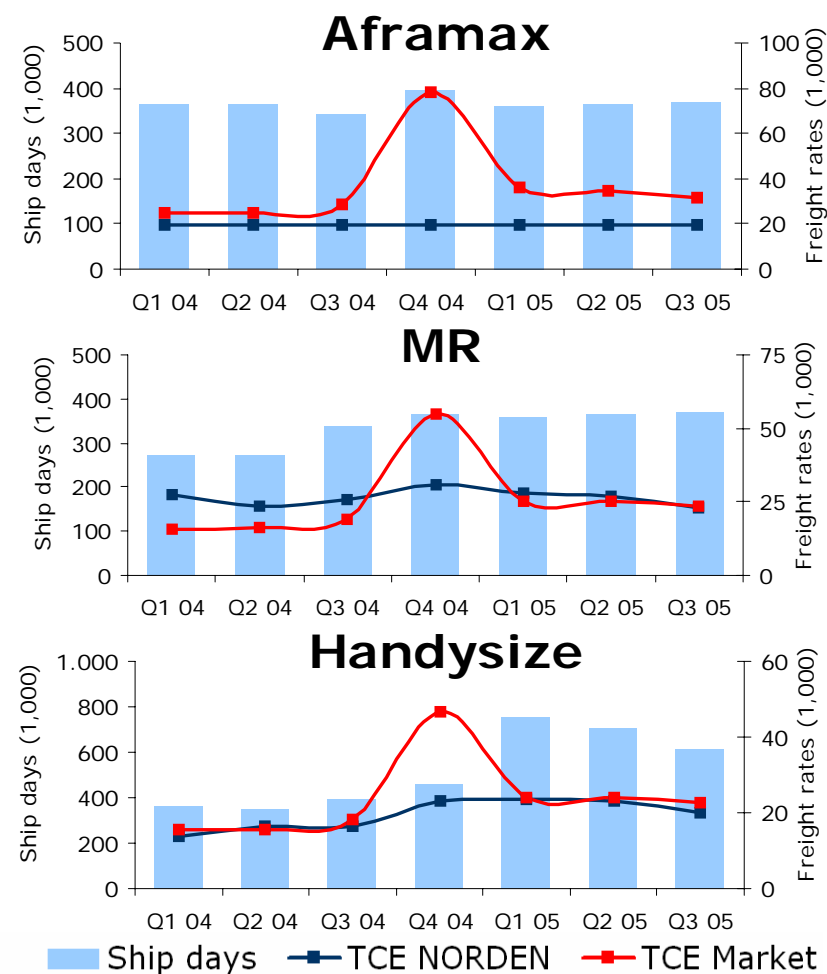 Aframax
Ship days (1,000)
500
400
300
200
100
0
Freight rates (1,000)
100
80
60
40
20
0
Q1 04 Q2 04 Q3 04 Q4 04 Q1 05 Q2 05 Q3 05
MR
Ship days (1,000)
500
400
300
200
100
0
Freight rates (1,000)
75
50
25
0
Q1 04 Q2 04 Q3 04 Q4 04 Q1 05 Q2 05 Q3 05
Handysize
Ship days (1,000)
1.000
800
600
400
200
0
Freight rates (1,000)
60
40
20
0
Q1 04 Q2 04 Q3 04 Q4 04 Q1 05 Q2 05 Q3 05
Ship days TCE NORDEN TCE Market